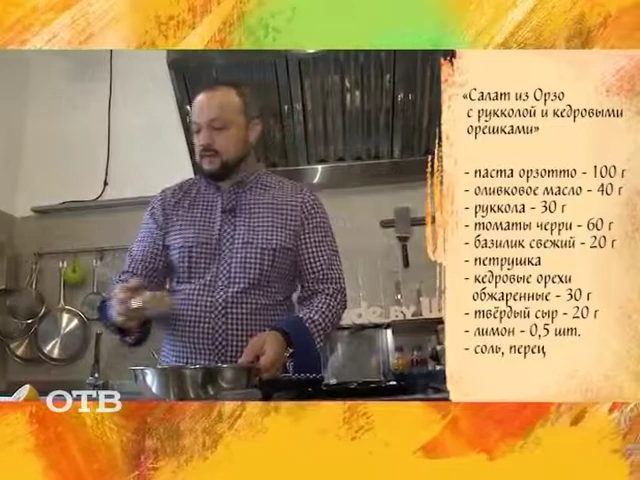 «Салат из Орзо
с рукколой и кедровыми
орешками»
- паста орзотто - 100 г
- оливковое масло - 40 г
- руккола - 30 г
- томаты черри - 60 г
- базилик свежий - 20 г
- петрушка
- кедровые орехи
обжаренные - 30 г
- твёрдый сыр - 20 г
- лимон - 0,5 шт.
- соль, перец
BY
ОТВ